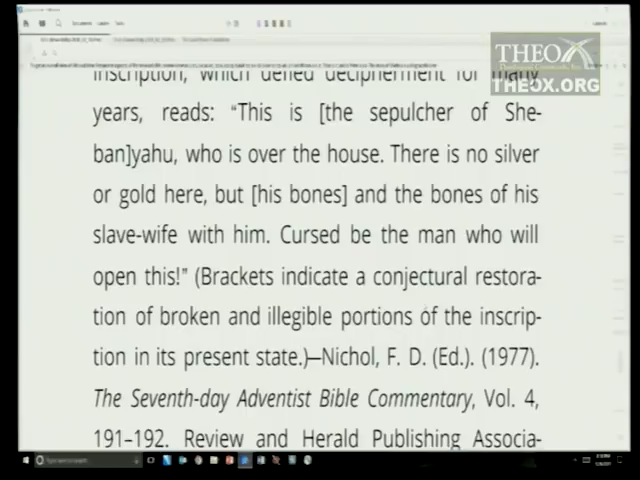 THEOX
THEOX.ORG
inscription, which defied decipherment for many
years, reads: “This is [the sepulcher of She-
ban]yahu, who is over the house. There is no silver
or gold here, but [his bones] and the bones of his
slave-wife with him. Cursed be the man who will
open this!” (Brackets indicate a conjectural restora-
tion of broken and illegible portions of the inscrip-
tion in its present state.)—Nichol, F. D. (Ed.). (1977).
The Seventh-day Adventist Bible Commentary, Vol. 4,
191–192. Review and Herald Publishing Associa-